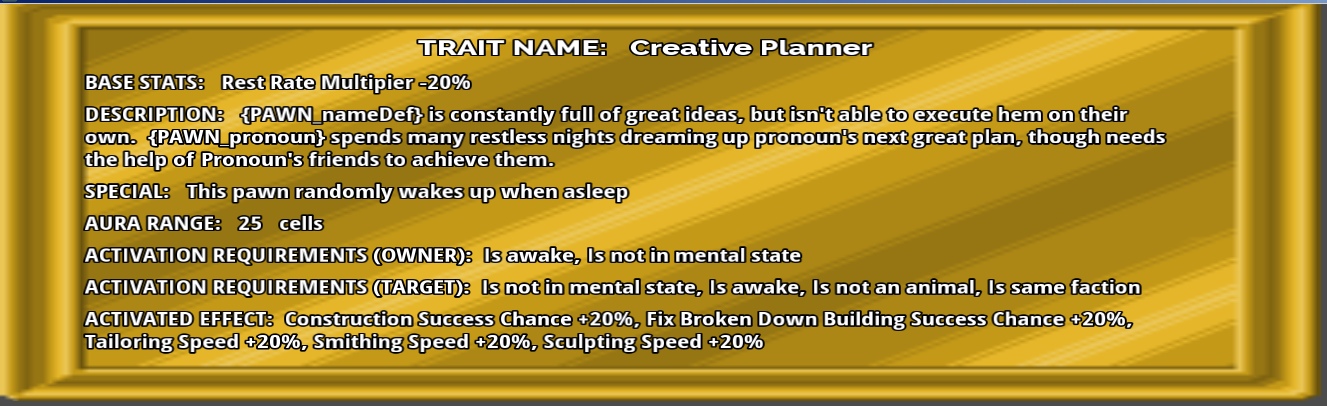 TRAIT NAME: Creative Planner
BASE STATS: Rest Rate Multipier -20%
DESCRIPTION: {PAWN_nameDef} is constantly full of great ideas, but isn't able to execute hem on their
own. {PAWN_pronoun} spends many restless nights dreaming up pronoun's next great plan, though needs
the help of Pronoun's friends to achieve them.
SPECIAL: This pawn randomly wakes up when asleep
AURA RANGE: 25 cells
ACTIVATION REQUIREMENTS (OWNER): Is awake, Is not in mental state
ACTIVATION REQUIREMENTS (TARGET): Is not in mental state, Is awake, Is not an animal, Is same faction
ACTIVATED EFFECT: Construction Success Chance +20%, Fix Broken Down Building Success Chance +20%,
Tailoring Speed +20%, Smithing Speed +20%, Sculpting Speed +20%